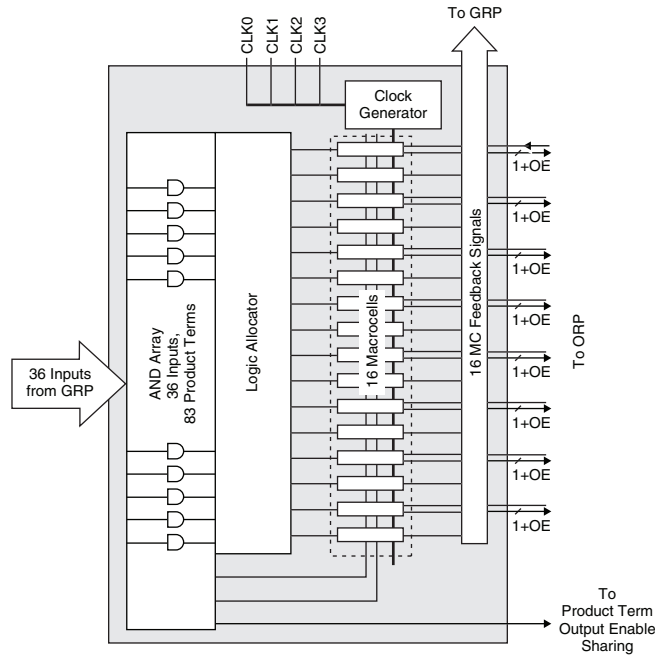 To GRP
CLK0
CLK1
CLK2
CLK3
Clock
Generator
1+OE
1+OE
1+OE
1+OE
1+OE
1+OE
1+OE
1+OE
36 Inputs
from GRP
AND Array
36 Inputs,
83 Product Terms
Logic Allocator
16 Macrocells
16 MC Feedback Signals
To ORP
To
Product Term
Output Enable
Sharing